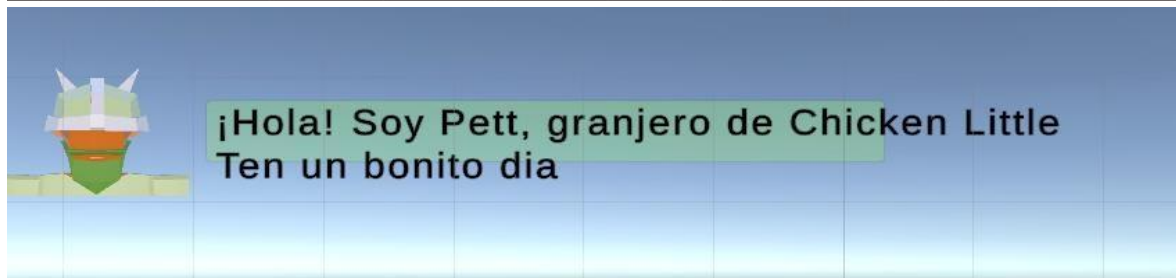 ¡Hola! Soy Pett, granjero de Chicken Little
Ten un bonito dia